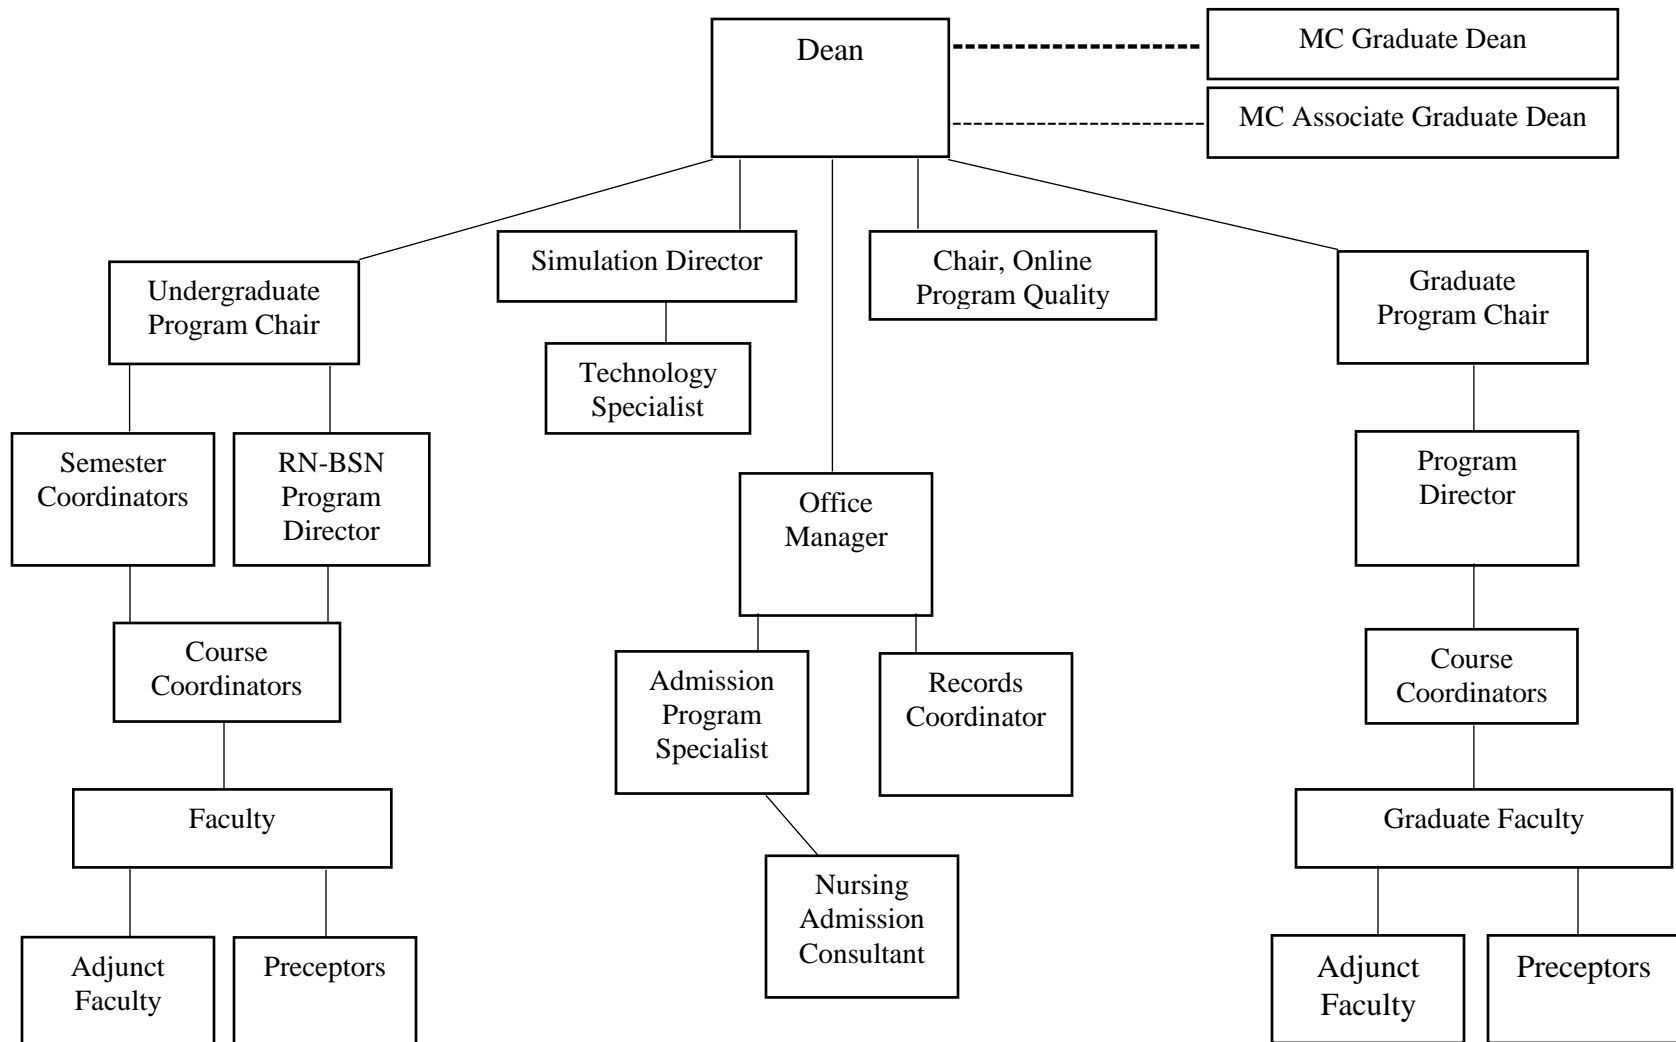 Dean
MC Graduate Dean
MC Associate Graduate Dean
Undergraduate
Program Chair
Simulation Director
Chair, Online
Program Quality
Graduate
Program Chair
Technology
Specialist
Semester
Coordinators
RN-BSN
Program
Director
Office
Manager
Program
Director
Course
Coordinators
Admission
Program
Specialist
Records
Coordinator
Course
Coordinators
Faculty
Graduate Faculty
Nursing
Admission
Consultant
Adjunct
Faculty
Preceptors
Adjunct
Faculty
Preceptors